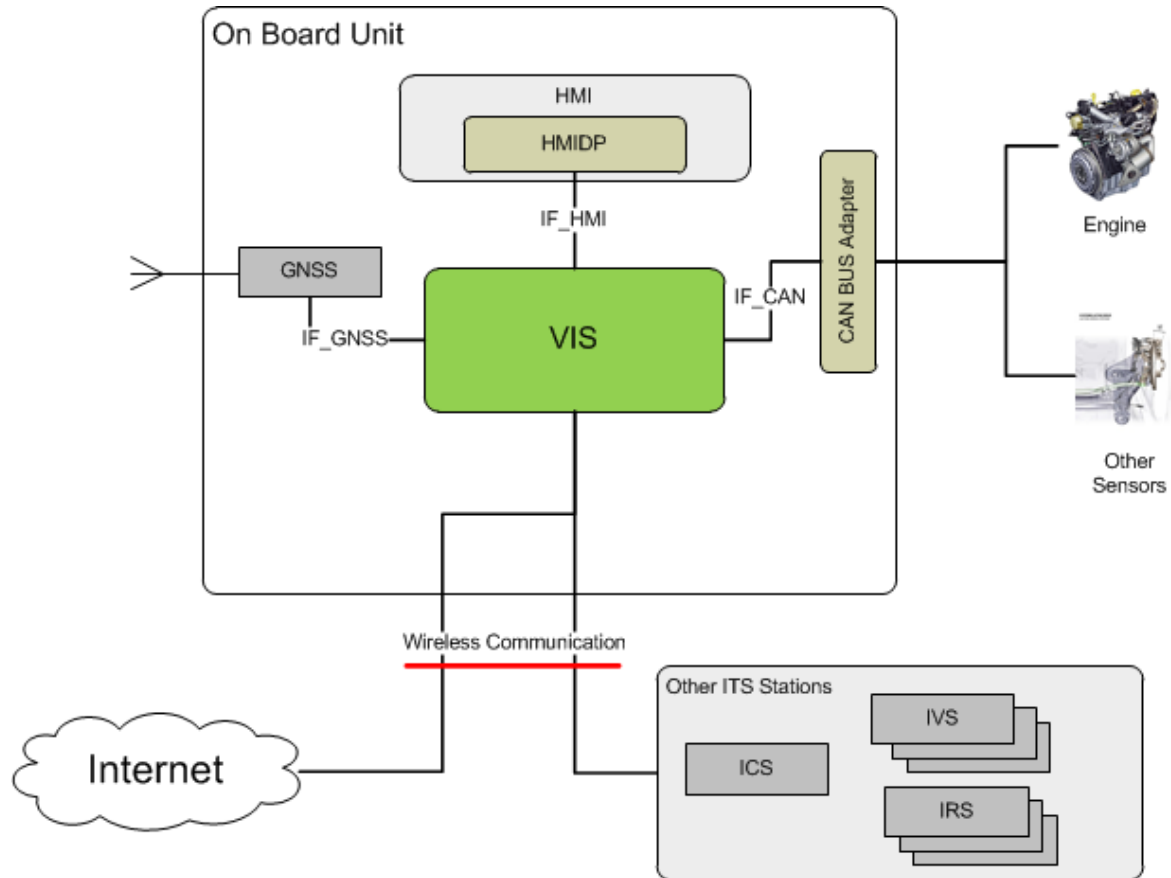 On Board Unit
HMI
HMIDP
IF_HMI
GNSS
IF_GNSS
VIS
IF_CAN
CAN BUS Adapter
Engine
Other
Sensors
Wireless Communication
Internet
Other ITS Stations
ICS
IVS
IRS